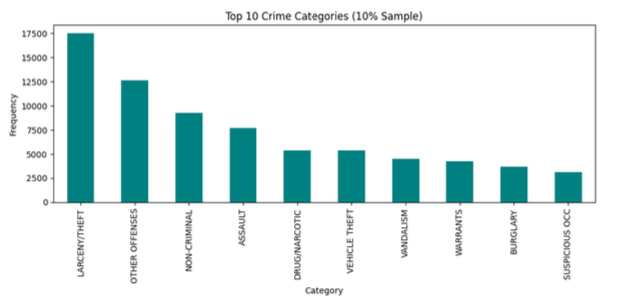 Top 10 Crime Categories (10% Sample)
17500
15000
12500
10000
7500
5000
2500
0
Frequency
LARCENY/THEFT
OTHER OFFENSES
NON-CRIMINAL
ASSAULT
DRUG/NARCOTIC
VEHICLE THEFT
VANDALISM
WARRANTS
BURGLARY
SUSPICIOUS OCC
Category